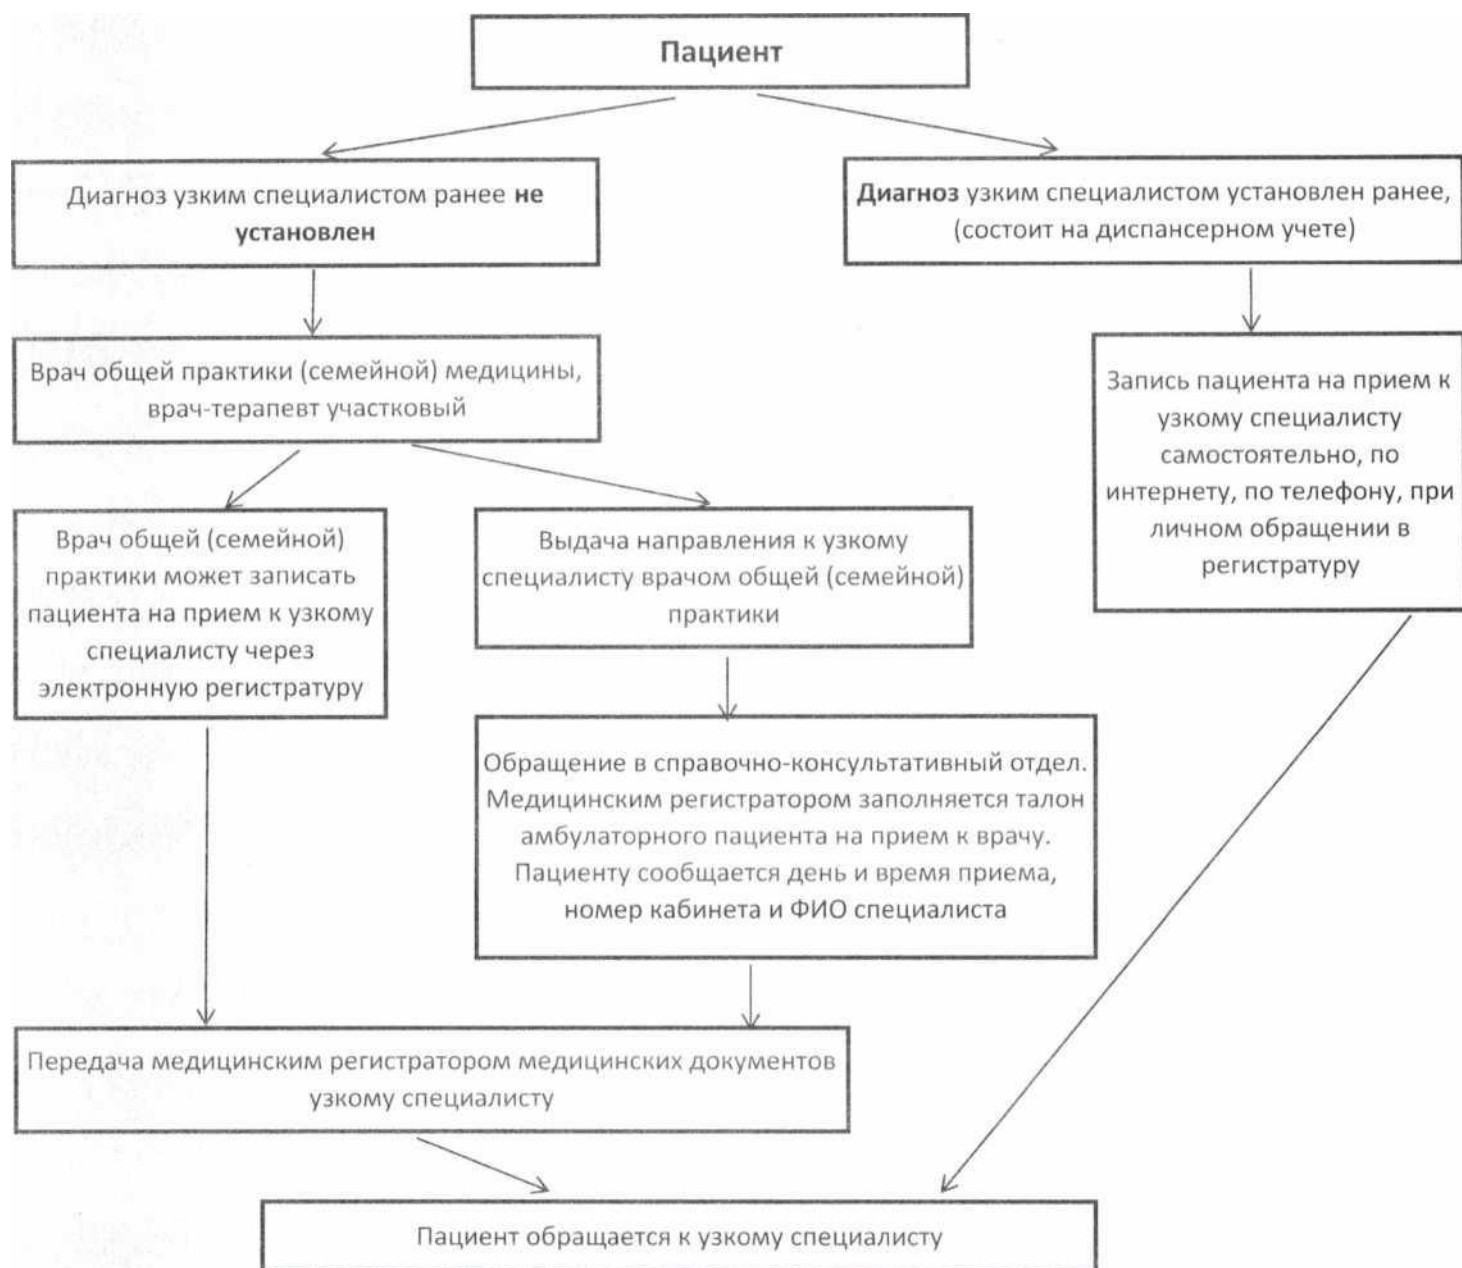 Пациент
Диагноз узким специалистом ранее не
установлен
Диагноз узким специалистом установлен ранее,
(состоит на диспансерном учете)
Врач общей практики (семейной) медицины,
врач-терапевт участковый
Запись пациента на прием к
узкому специалисту
самостоятельно, по
интернету, по телефону, при
личном обращении в
регистратуру
Врач общей (семейной)
практики может записать
пациента на прием к узкому
специалисту через
электронную регистратуру
Выдача направления к узкому
специалисту врачом общей (семейной)
практики
Обращение в справочно-консультативный отдел.
Медицинским регистратором заполняется талон
амбулаторного пациента на прием к врачу.
Пациенту сообщается день и время приема,
номер кабинета и ФИО специалиста
Передача медицинским регистратором медицинских документов
узкому специалисту
Пациент обращается к узкому специалисту